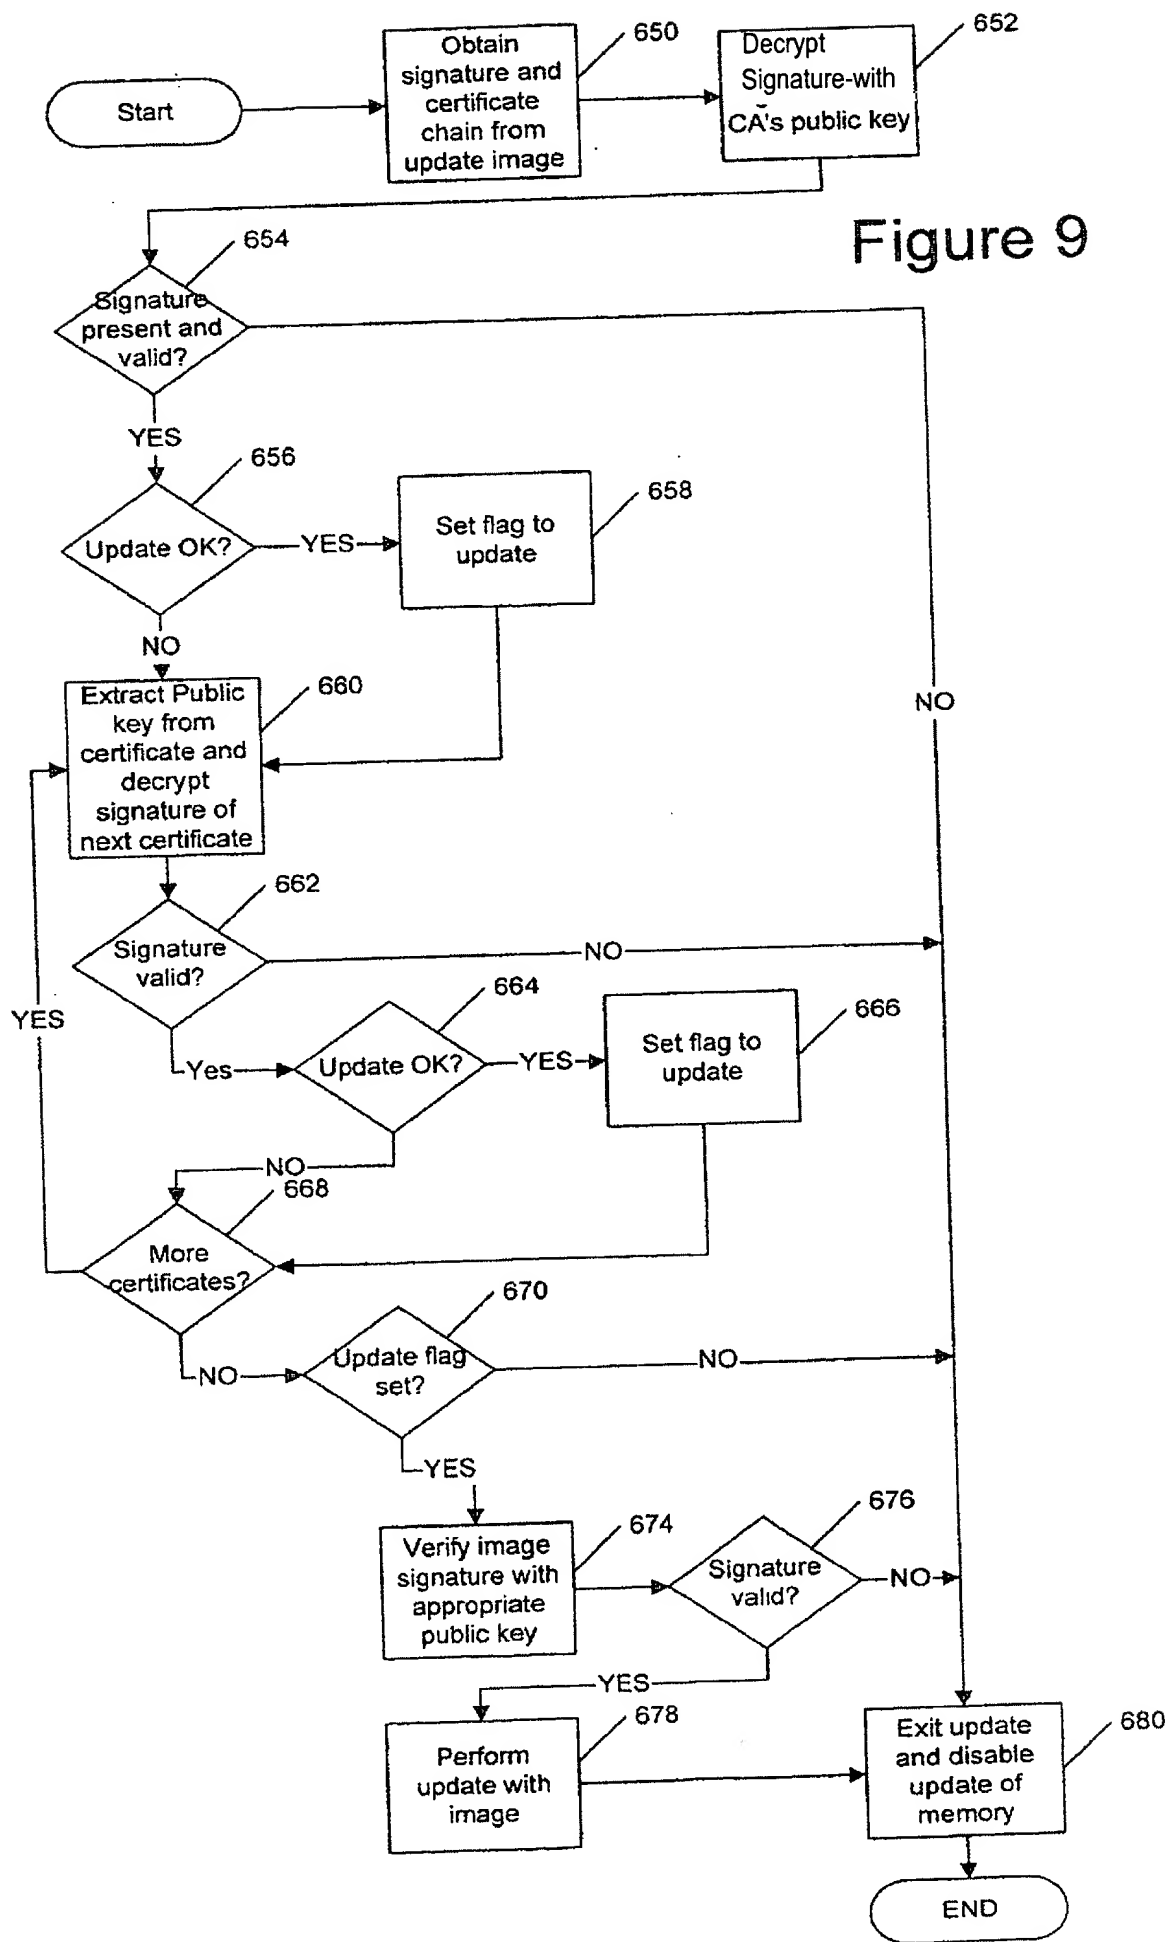 Start
Obtain
signature and
certificate
chain from
update image
650
Decrypt
Signature-with
CA's public key
652
Figure 9
654
Signature
present and
valid?
YES
NO
656
Update OK?
YES
658
Set flag to
update
NO
660
Extract Public
key from
certificate and
decrypt
signature of
next certificate
662
Signature
valid?
NO
YES
664
Yes
Update OK?
YES
666
Set flag to
update
NO
668
More
certificates?
670
NO
Update flag
set?
NO
YES
674
Verify image
signature with
appropriate
public key
676
Signature
valid?
NO
YES
678
Perform
update with
image
680
Exit update
and disable
update of
memory
END